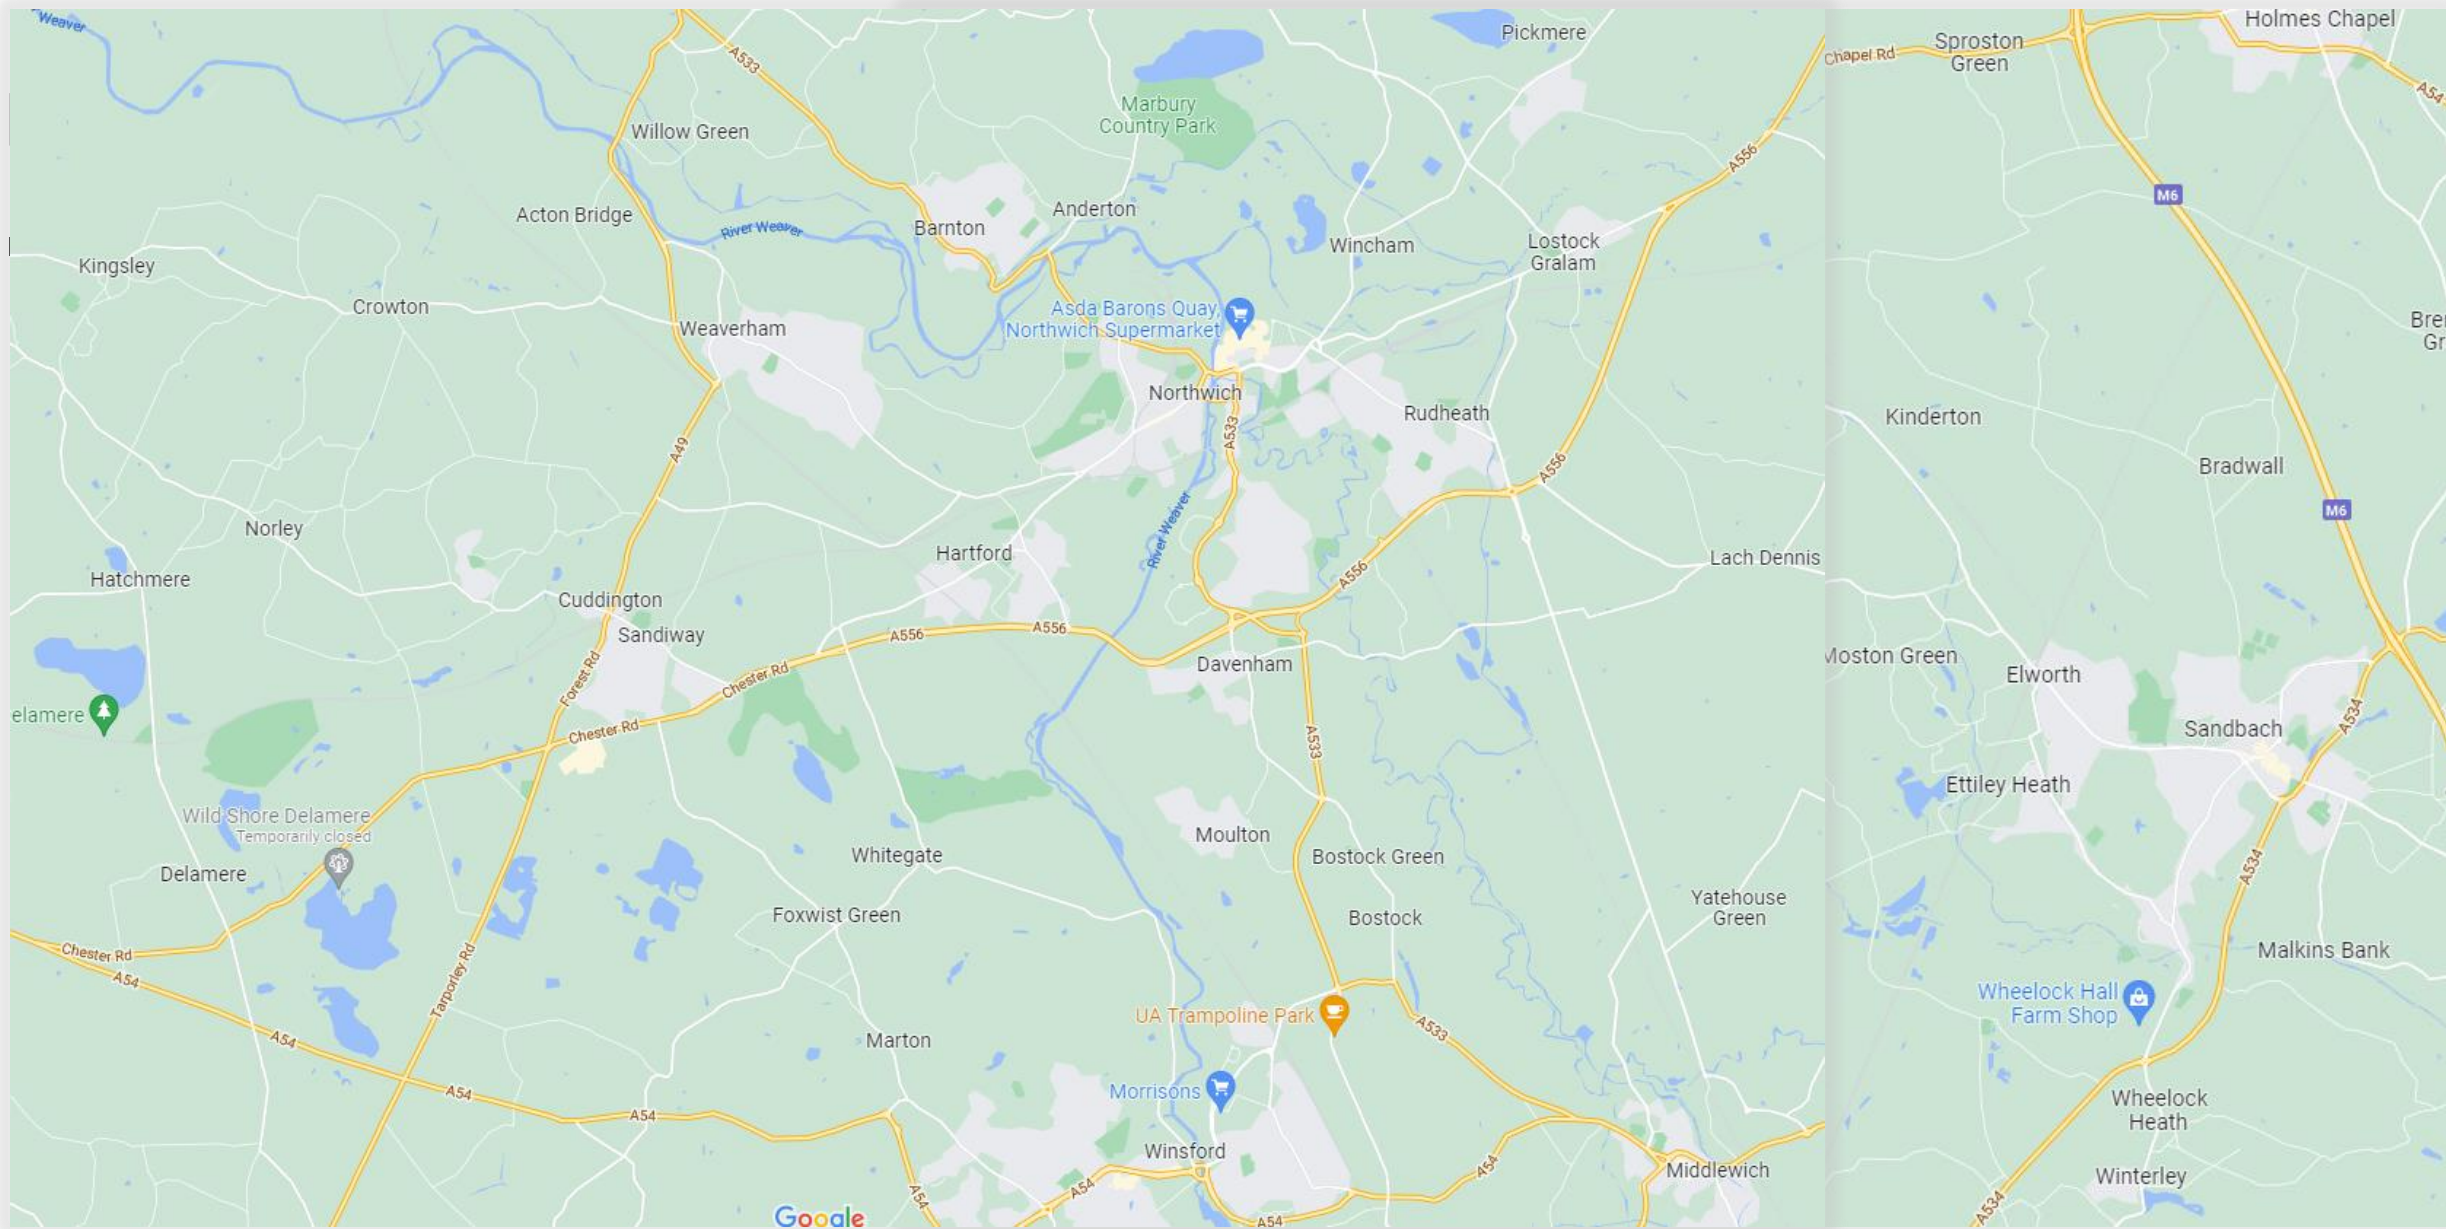 Weaver
A533
Willow Green
Marbury
Country Park
Pickmere
A556
Acton Bridge
River Weaver
Barnton
Anderton
Wincham
Lostock
Gralam
Kingsley
Crowton
Weaverham
Asda Barons Quay,
Northwich Supermarket
Northwich
A533
Rudheath
A49
A556
River Weaver
Norley
Hatchmere
Hartford
Lach Dennis
A556
Cuddington
Sandiway
A556
A556
Davenham
Forest Rd
Chester Rd
Chester Rd
elamere
A533
Wild Shore Delamere
Temporarily closed
Delamere
Whitegate
Moulton
Bostock Green
Foxwist Green
Bostock
Yatehouse
Green
Chester Rd
A54
Tarporley Rd
A54
UA Trampoline Park
A533
Marton
A54
A54
Morrisons
Winsford
Middlewich
A54
A54
A54
A54
Google
Chapel Rd
Sproston
Green
Holmes Chapel
A54
M6
Brer
Gr
Kinderton
Bradwall
M6
Moston Green
Elworth
A534
Sandbach
Ettiley Heath
A534
Malkins Bank
Wheelock Hall
Farm Shop
Wheelock
Heath
Winterley
A534